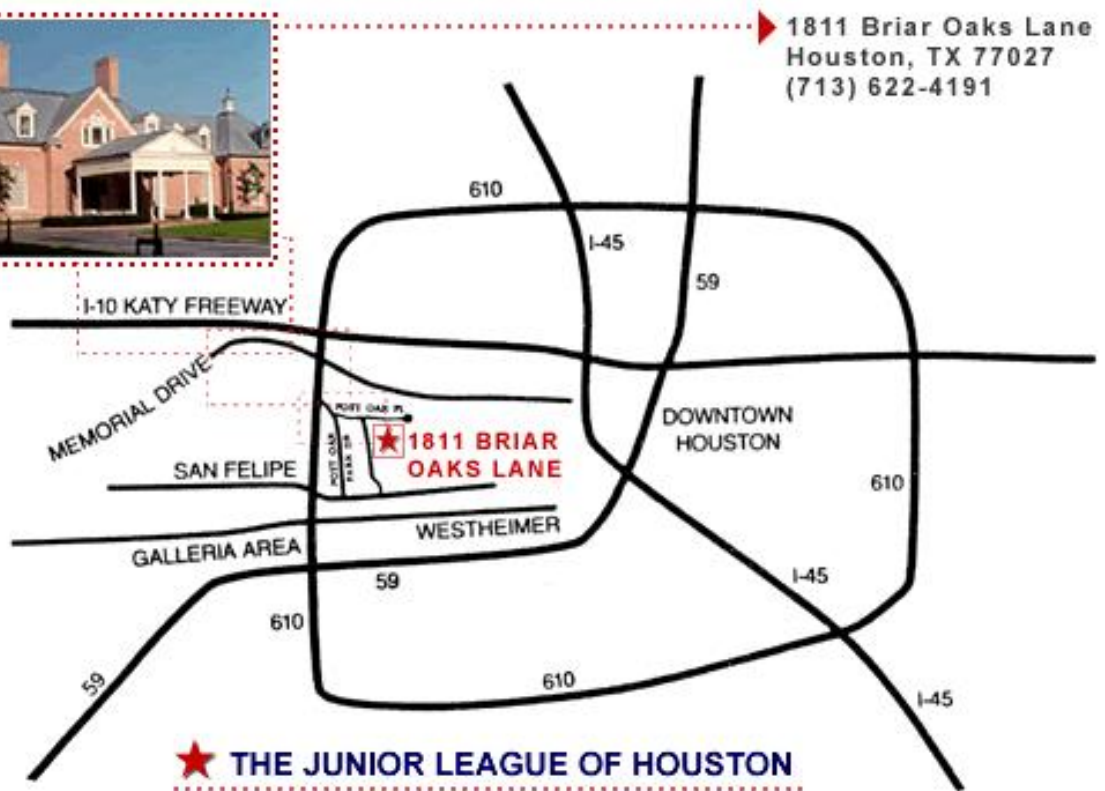 1811 Briar Oaks Lane
Houston, TX 77027
(713) 622-4191
610
I-45
59
I-10 KATY FREEWAY
MEMORIAL DRIVE
POST OAK PL
POST OAK
PARK DR
1811 BRIAR
OAKS LANE
DOWNTOWN
HOUSTON
SAN FELIPE
610
WESTHEIMER
GALLERIA AREA
59
I-45
610
59
610
I-45
THE JUNIOR LEAGUE OF HOUSTON